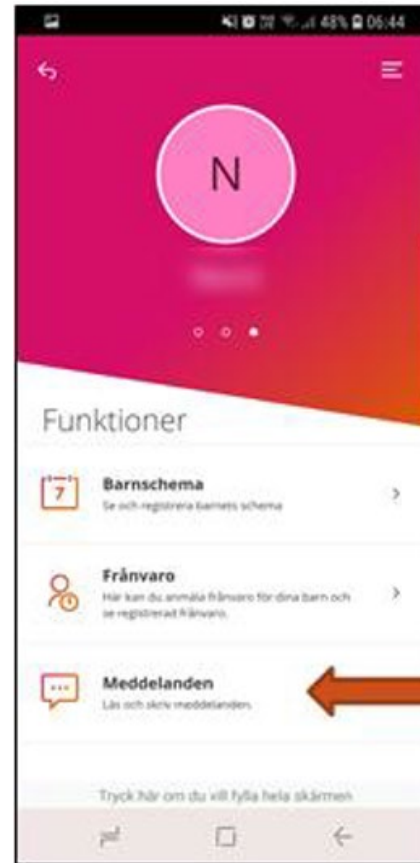 48% 06:44
N
Funktioner
7
Barnschema
Se och registrera barnets schema
Frånvaro
Här kan du anmäla frånvaro för dina barn och
se registrerad frånvaro.
Meddelanden
Läs och skriv meddelanden.
Tryck här om du vill fylla hela skärmen